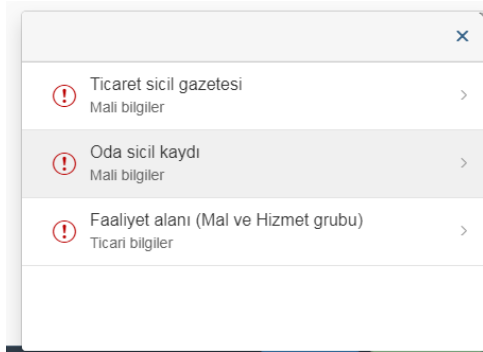 Ticaret sicil gazetesi
Mali bilgiler
Oda sicil kaydı
Mali bilgiler
Faaliyet alanı (Mal ve Hizmet grubu)
Ticari bilgiler